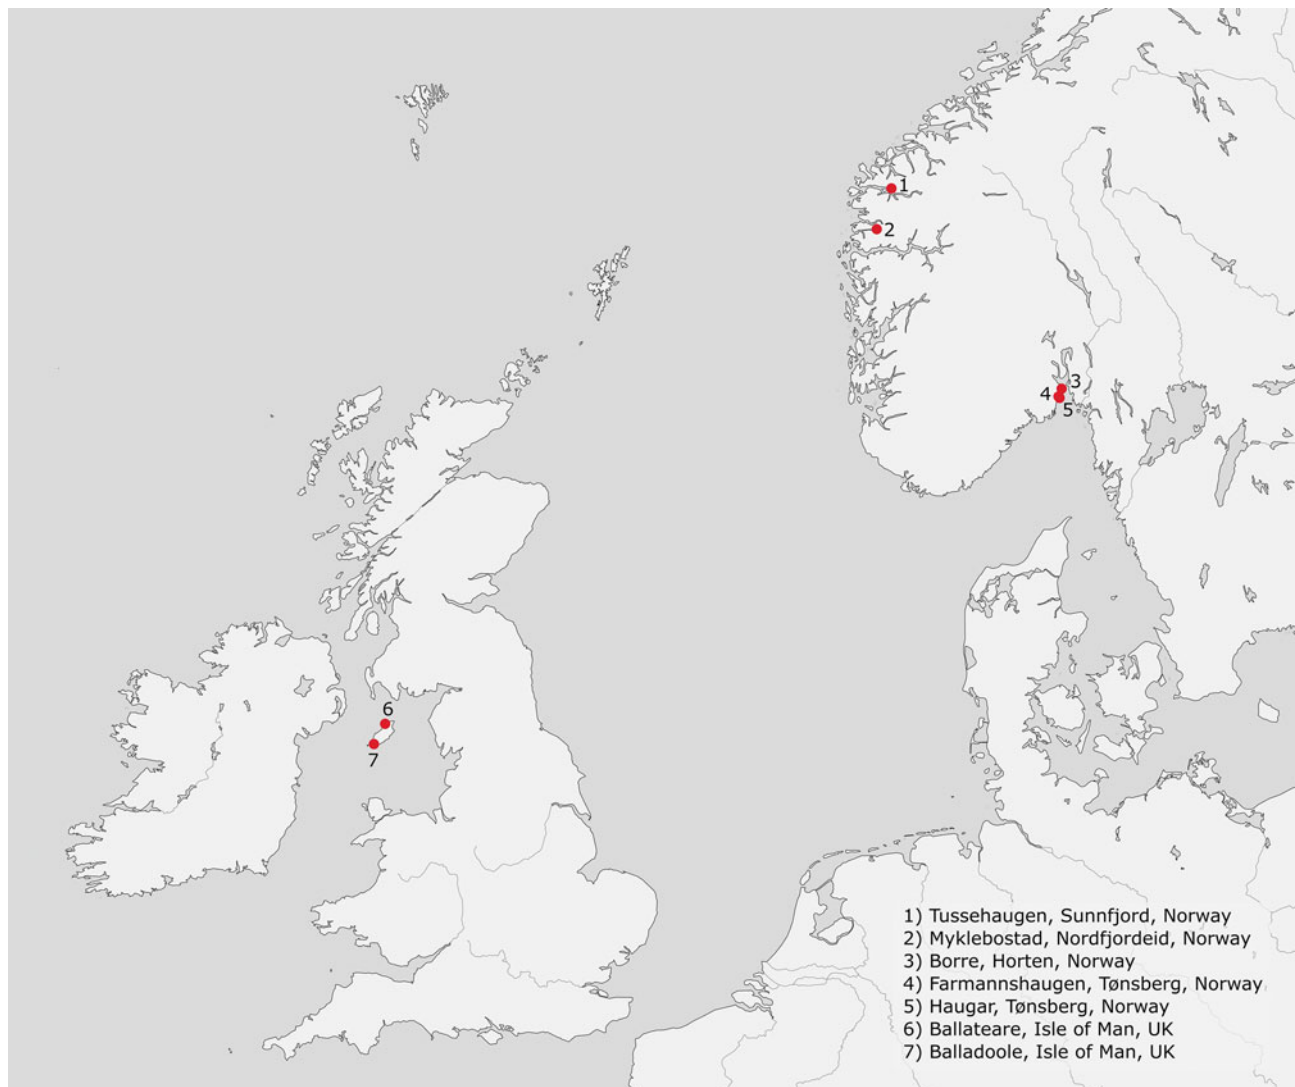 1
2
3
4
5
6
7
1) Tussehaugen, Sunnfjord, Norway
2) Myklebostad, Nordfjordeid, Norway
3) Borre, Horten, Norway
4) Farmannshaugen, Tønsberg, Norway
5) Haugar, Tønsberg, Norway
6) Ballateare, Isle of Man, UK
7) Balladoole, Isle of Man, UK